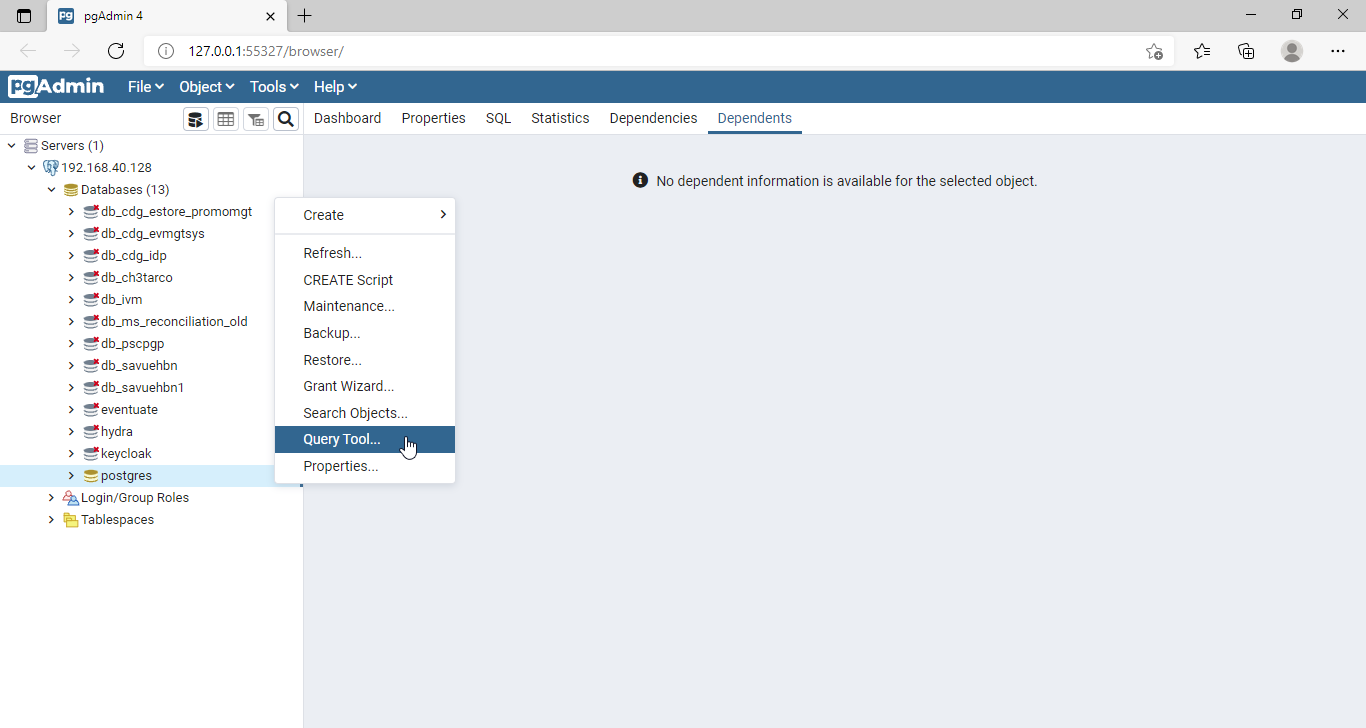 pgAdmin 4
127.0.0.1:55327/browser/
pgAdmin File Object Tools Help
Browser
Dashboard Properties SQL Statistics Dependencies Dependents
Servers (1)
192.168.40.128
Databases (13)
db_cdg_estore_promomgt
db_cdg_evmgtsys
db_cdg_idp
db_ch3tarco
db_ivm
db_ms_reconciliation_old
db_pscpgp
db_savuehbn
db_savuehbn1
eventuate
hydra
keycloak
postgres
Login/Group Roles
Tablespaces
Create
Refresh...
CREATE Script
Maintenance...
Backup...
Restore...
Grant Wizard...
Search Objects...
Query Tool...
Properties...
No dependent information is available for the selected object.